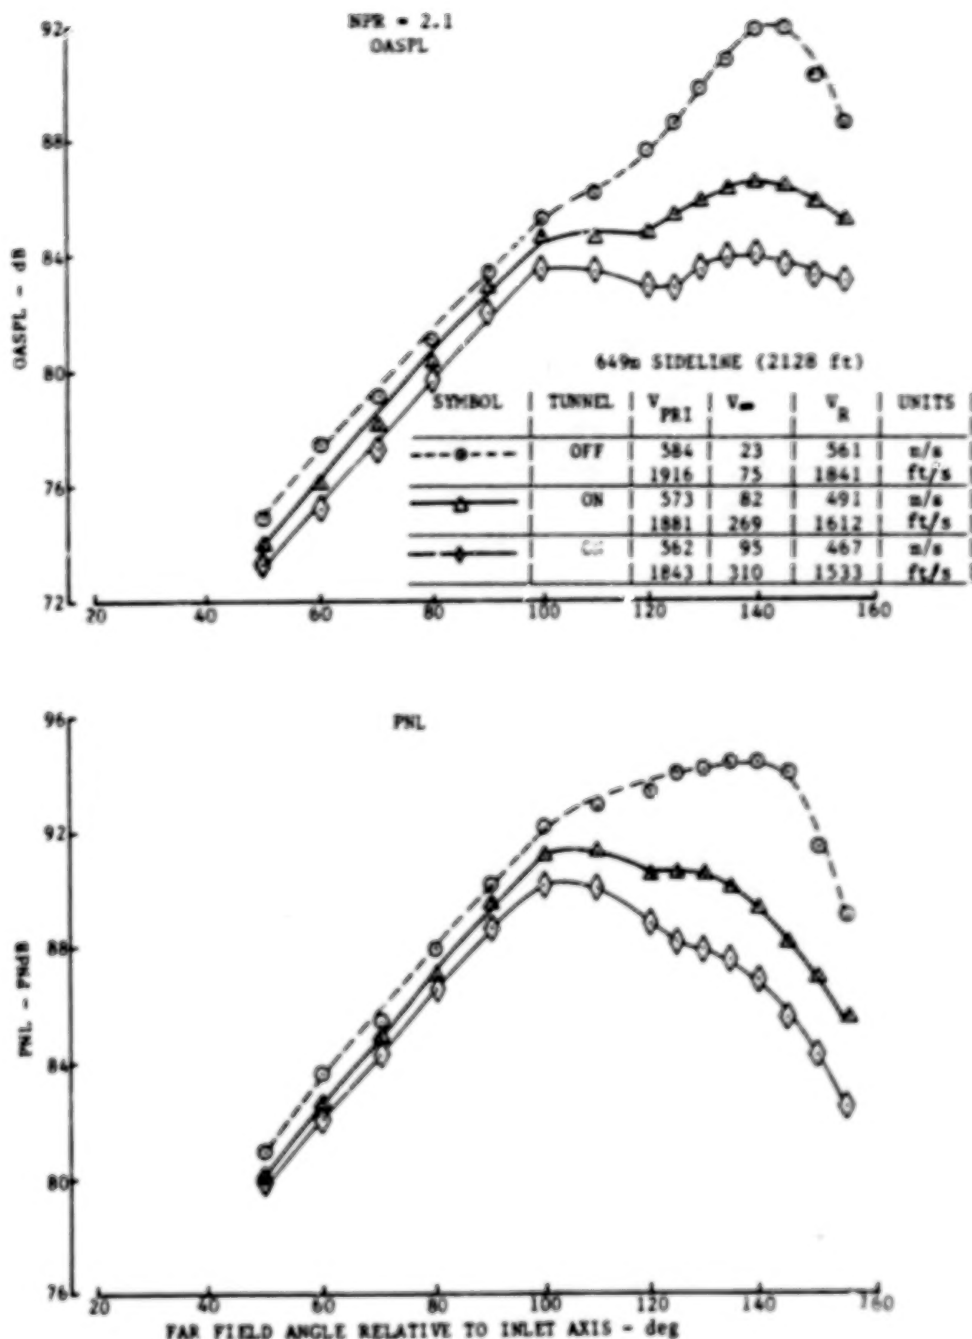 NPR = 2.1
OASPL
92
88
84
80
76
72
OASPL - dB
20 40 60 80 100 120 140 160
649m SIDELINE (2128 ft)
SYMBOL | TUNNEL | V PRI | V∞ | V R | UNITS
OFF | 584 | 23 | 561 | m/s
1916 | 75 | 1841 | ft/s
ON | 573 | 82 | 491 | m/s
1881 | 269 | 1612 | ft/s
562 | 95 | 467 | m/s
1843 | 310 | 1533 | ft/s
PNL
96
92
88
84
80
76
PNL - PNdB
20 40 60 80 100 120 140 160
FAR FIELD ANGLE RELATIVE TO INLET AXIS - deg